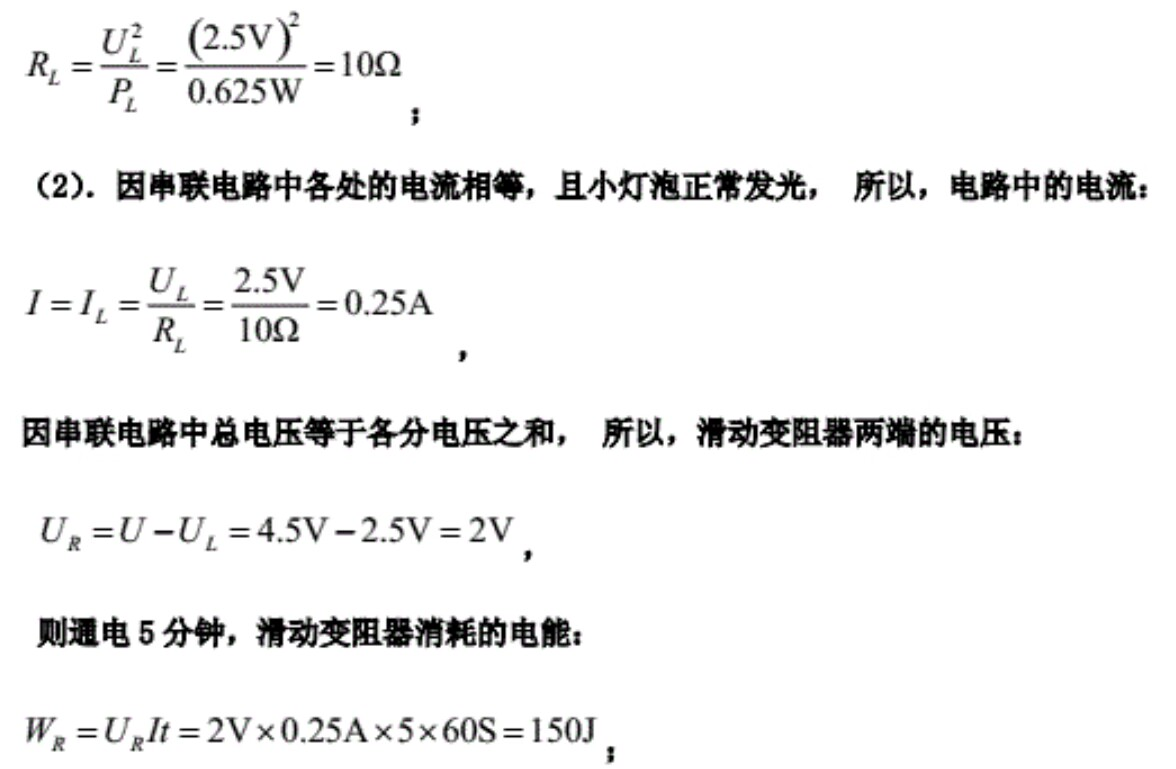 R_L = U_L^2 / P_L = (2.5V)^2 / 0.625W = 10Ω ;
（2）．因串联电路中各处的电流相等，且小灯泡正常发光， 所以，电路中的电流：
I = I_L = U_L / R_L = 2.5V / 10Ω = 0.25A ，
因串联电路中总电压等于各分电压之和， 所以，滑动变阻器两端的电压：
U_R = U − U_L = 4.5V − 2.5V = 2V ，
则通电 5 分钟，滑动变阻器消耗的电能：
W_R = U_R It = 2V × 0.25A × 5 × 60S = 150J ;